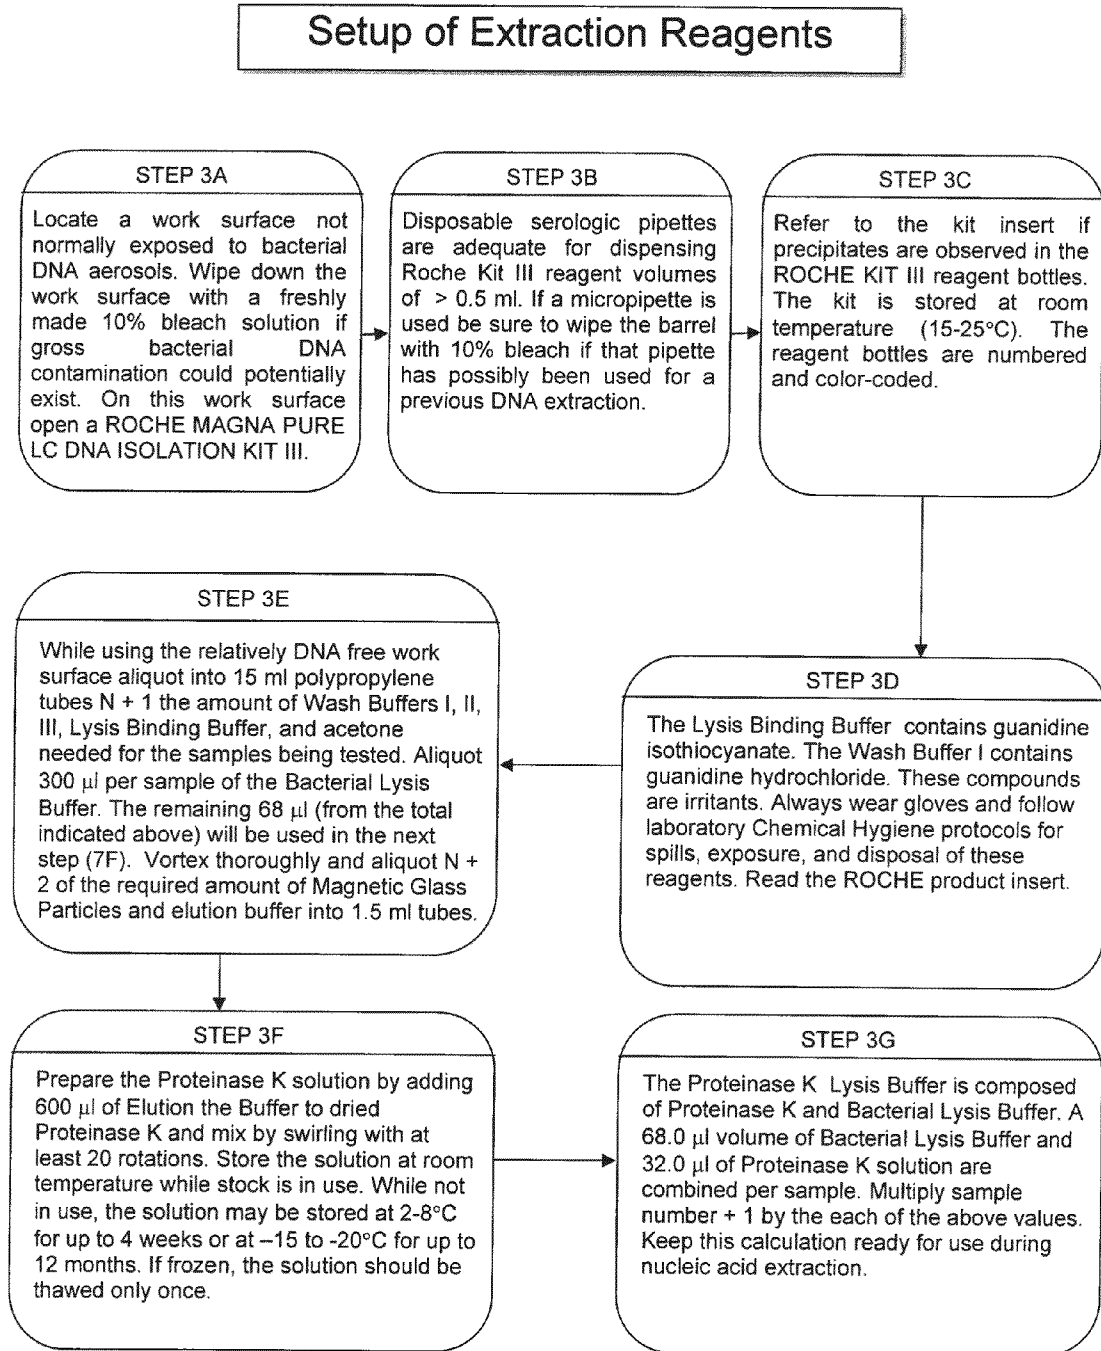 Setup of Extraction Reagents
STEP 3A
Locate a work surface not
normally exposed to bacterial
DNA aerosols. Wipe down the
work surface with a freshly
made 10% bleach solution if
gross bacterial DNA
contamination could potentially
exist. On this work surface
open a ROCHE MAGNA PURE
LC DNA ISOLATION KIT III.
STEP 3B
Disposable serologic pipettes
are adequate for dispensing
Roche Kit III reagent volumes
of > 0.5 ml. If a micropipette is
used be sure to wipe the barrel
with 10% bleach if that pipette
has possibly been used for a
previous DNA extraction.
STEP 3C
Refer to the kit insert if
precipitates are observed in the
ROCHE KIT III reagent bottles.
The kit is stored at room
temperature (15-25°C). The
reagent bottles are numbered
and color-coded.
STEP 3D
The Lysis Binding Buffer contains guanidine
isothiocyanate. The Wash Buffer I contains
guanidine hydrochloride. These compounds
are irritants. Always wear gloves and follow
laboratory Chemical Hygiene protocols for
spills, exposure, and disposal of these
reagents. Read the ROCHE product insert.
STEP 3E
While using the relatively DNA free work
surface aliquot into 15 ml polypropylene
tubes N + 1 the amount of Wash Buffers I, II,
III, Lysis Binding Buffer, and acetone
needed for the samples being tested. Aliquot
300 µl per sample of the Bacterial Lysis
Buffer. The remaining 68 µl (from the total
indicated above) will be used in the next
step (7F). Vortex thoroughly and aliquot N +
2 of the required amount of Magnetic Glass
Particles and elution buffer into 1.5 ml tubes.
STEP 3F
Prepare the Proteinase K solution by adding
600 µl of Elution the Buffer to dried
Proteinase K and mix by swirling with at
least 20 rotations. Store the solution at room
temperature while stock is in use. While not
in use, the solution may be stored at 2-8°C
for up to 4 weeks or at –15 to -20°C for up to
12 months. If frozen, the solution should be
thawed only once.
STEP 3G
The Proteinase K Lysis Buffer is composed
of Proteinase K and Bacterial Lysis Buffer. A
68.0 µl volume of Bacterial Lysis Buffer and
32.0 µl of Proteinase K solution are
combined per sample. Multiply sample
number + 1 by the each of the above values.
Keep this calculation ready for use during
nucleic acid extraction.